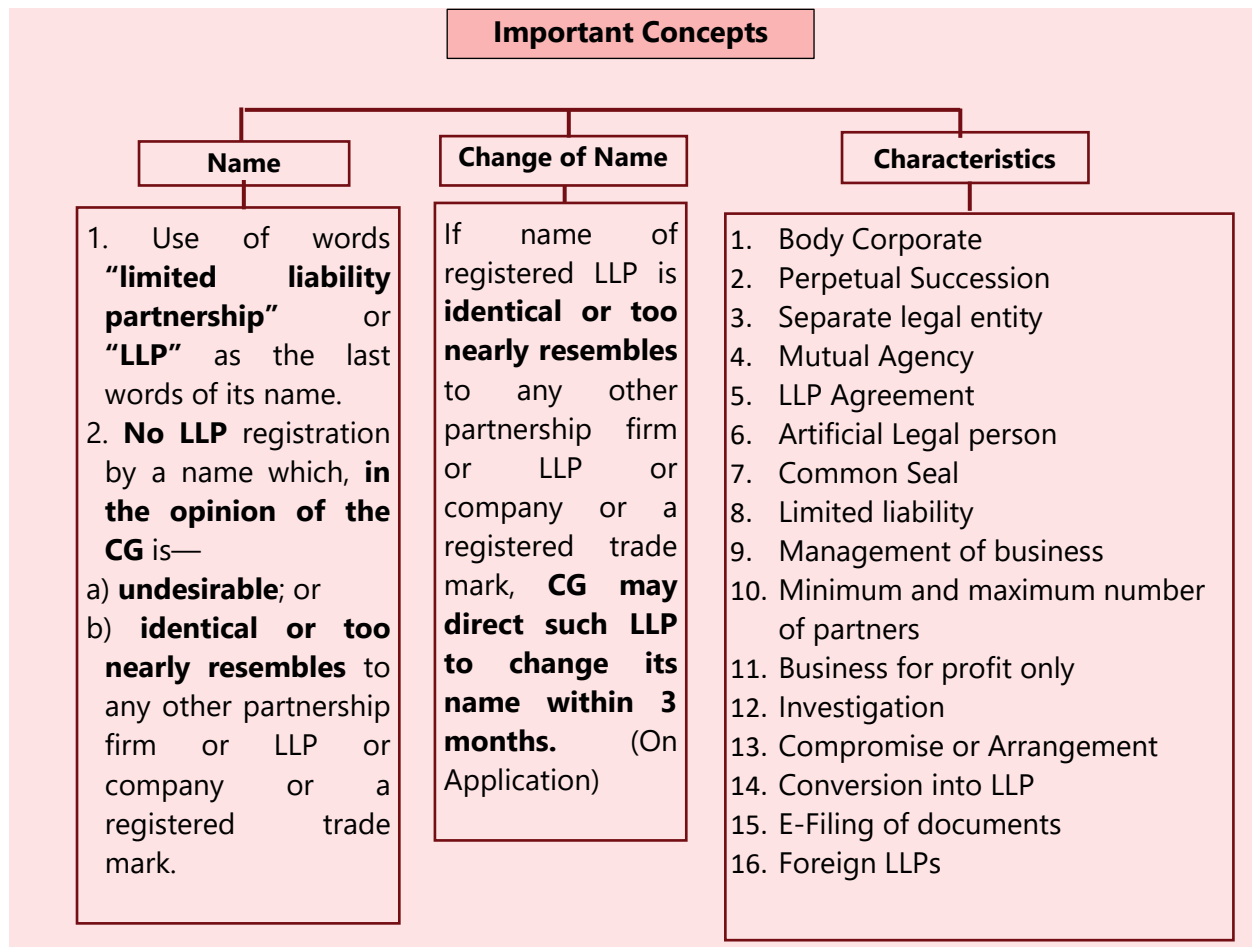 Important Concepts
Name
1. Use of words
“limited liability
partnership” or
“LLP” as the last
words of its name.
2. No LLP registration
by a name which, in
the opinion of the
CG is—
a) undesirable; or
b) identical or too
nearly resembles to
any other partnership
firm or LLP or
company or a
registered trade
mark.
Change of Name
If name of
registered LLP is
identical or too
nearly resembles
to any other
partnership firm
or LLP or
company or a
registered trade
mark, CG may
direct such LLP
to change its
name within 3
months. (On
Application)
Characteristics
1. Body Corporate
2. Perpetual Succession
3. Separate legal entity
4. Mutual Agency
5. LLP Agreement
6. Artificial Legal person
7. Common Seal
8. Limited liability
9. Management of business
10. Minimum and maximum number
of partners
11. Business for profit only
12. Investigation
13. Compromise or Arrangement
14. Conversion into LLP
15. E-Filing of documents
16. Foreign LLPs